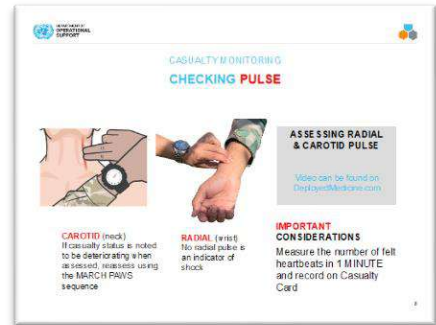 DEPARTMENT OF
OPERATIONAL
SUPPORT
CASUALTY MONITORING
CHECKING PULSE
CAROTID (neck)
If casualty status is noted
to be deteriorating when
assessed, reassess using
the MARCH PAWS
sequence
RADIAL (wrist)
No radial pulse is
an indicator of
shock
ASSESSING RADIAL
& CAROTID PULSE
Video can be found on
DeployedMedicine.com
IMPORTANT
CONSIDERATIONS
Measure the number of felt
heartbeats in 1 MINUTE
and record on Casualty
Card